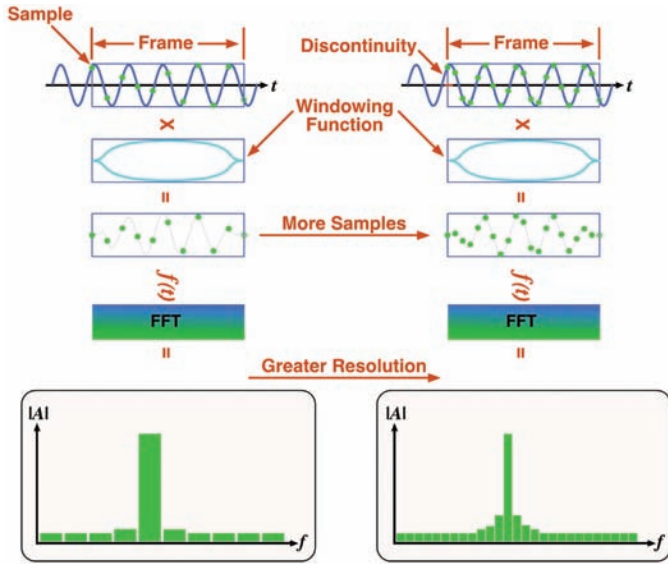 Sample
Frame
Discontinuity
Frame
t
t
×
Windowing
Function
×
=
=
More Samples
f(t)
f(t)
FFT
FFT
=
Greater Resolution
=
|A|
|A|
f
f